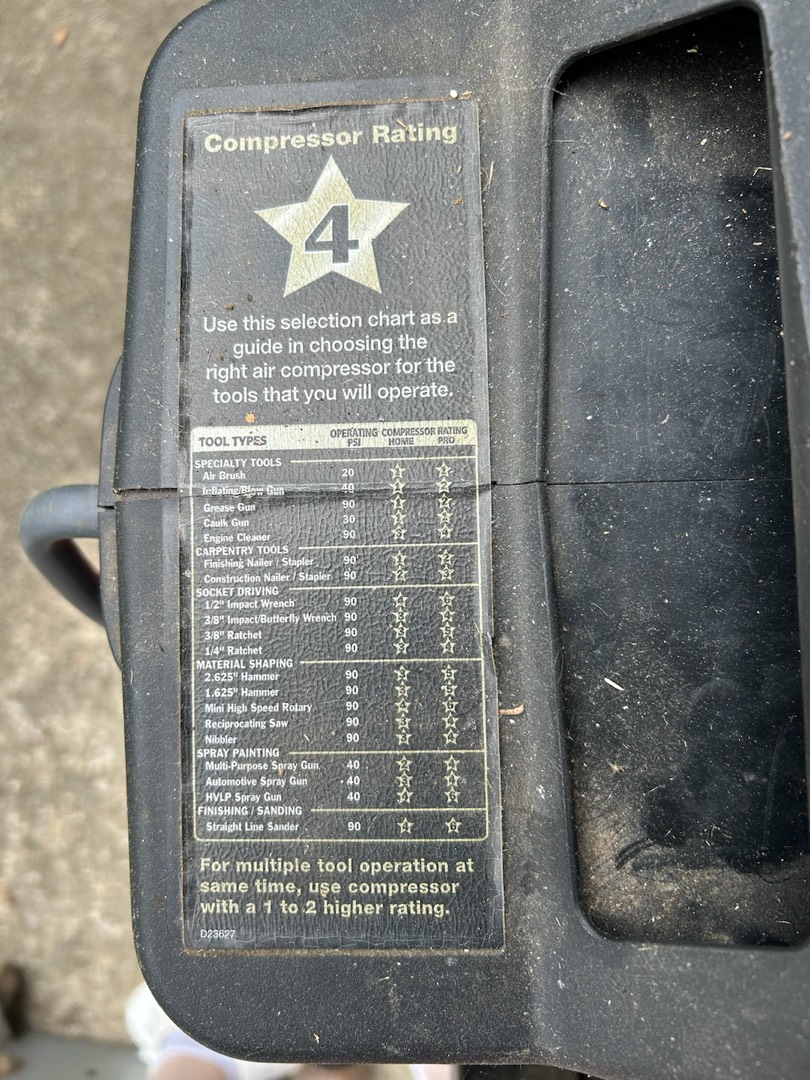 Compressor Rating
4
Use this selection chart as a
guide in choosing the
right air compressor for the
tools that you will operate.
TOOL TYPES OPERATING PSI COMPRESSOR RATING HOME PRO
SPECIALTY TOOLS
Air Brush 20
Inflating/Blow Gun 40
Grease Gun 90
Caulk Gun 30
Engine Cleaner 90
CARPENTRY TOOLS
Finishing Nailer / Stapler 90
Construction Nailer / Stapler 90
SOCKET DRIVING
1/2" Impact Wrench 90
3/8" Impact/Butterfly Wrench 90
3/8" Ratchet 90
1/4" Ratchet 90
MATERIAL SHAPING
2.625" Hammer 90
1.625" Hammer 90
Mini High Speed Rotary 90
Reciprocating Saw 90
Nibbler 90
SPRAY PAINTING
Multi-Purpose Spray Gun 40
Automotive Spray Gun 40
HVLP Spray Gun 40
FINISHING / SANDING
Straight Line Sander 90
For multiple tool operation at
same time, use compressor
with a 1 to 2 higher rating.
D23627